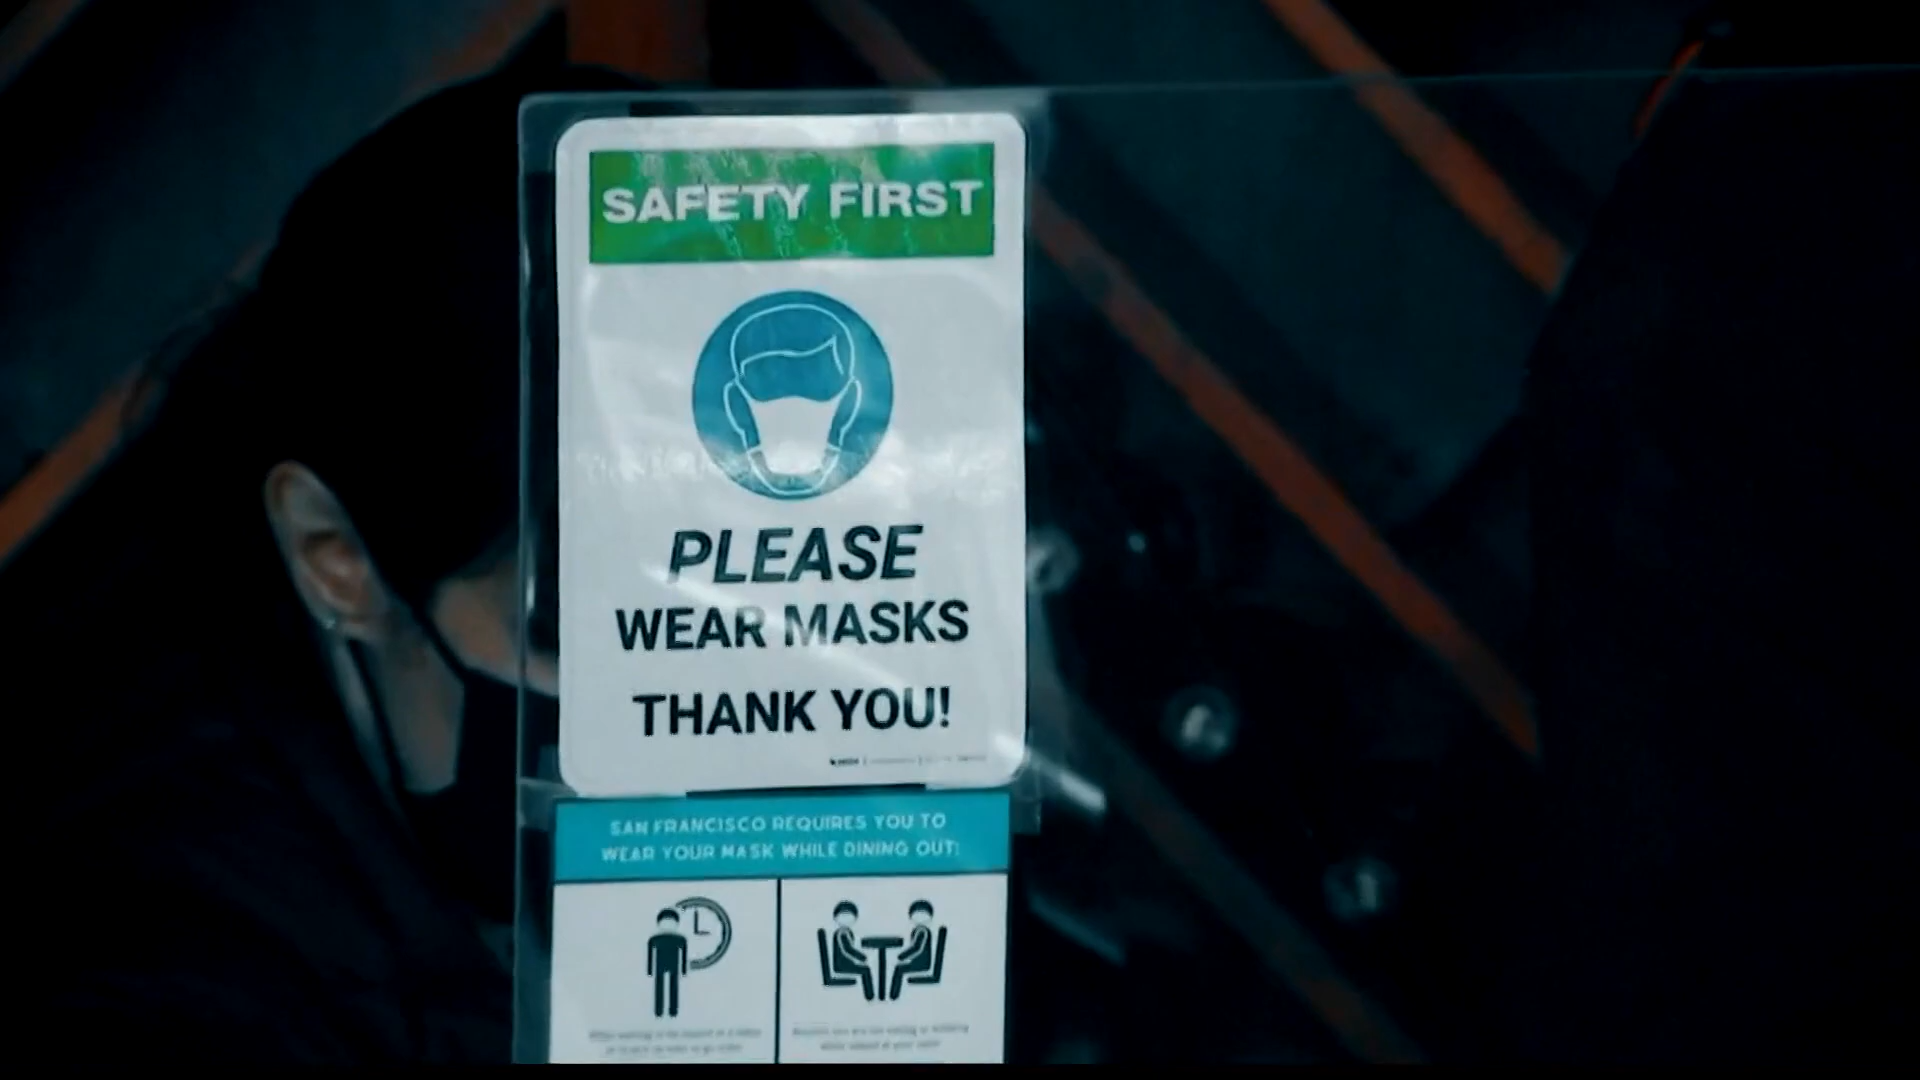 SAFETY FIRST
PLEASE
WEAR MASKS
THANK YOU!
SAN FRANCISCO REQUIRES YOU TO
WEAR YOUR MASK WHILE DINING OUT: